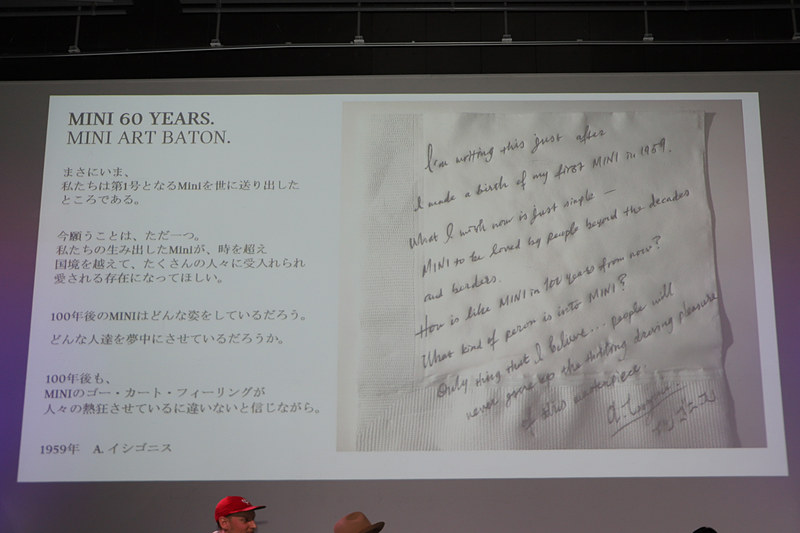 MINI 60 YEARS.
MINI ART BATON.
まさにいま、
私たちは第1号となるMiniを世に送り出した
ところである。
今願うことは、ただ一つ。
私たちの生み出したMiniが、時を超え
国境を越えて、たくさんの人々に受入れられ
愛される存在になってほしい。
100年後のMINIはどんな姿をしているだろう。
どんな人達を夢中にさせているだろうか。
100年後も、
MINIのゴー・カート・フィーリングが
人々の熱狂させているに違いないと信じながら。
1959年 A. イシゴニス
I'm writing this just after
I made a birth of my first MINI in 1959.
What I wish now is just simple —
MINI to be loved by people beyond the decades
and borders.
How is like MINI in 100 years from now?
What kind of person is into MINI?
Only thing that I believe... people will
never give up the thrilling driving pleasure
of this masterpiece.